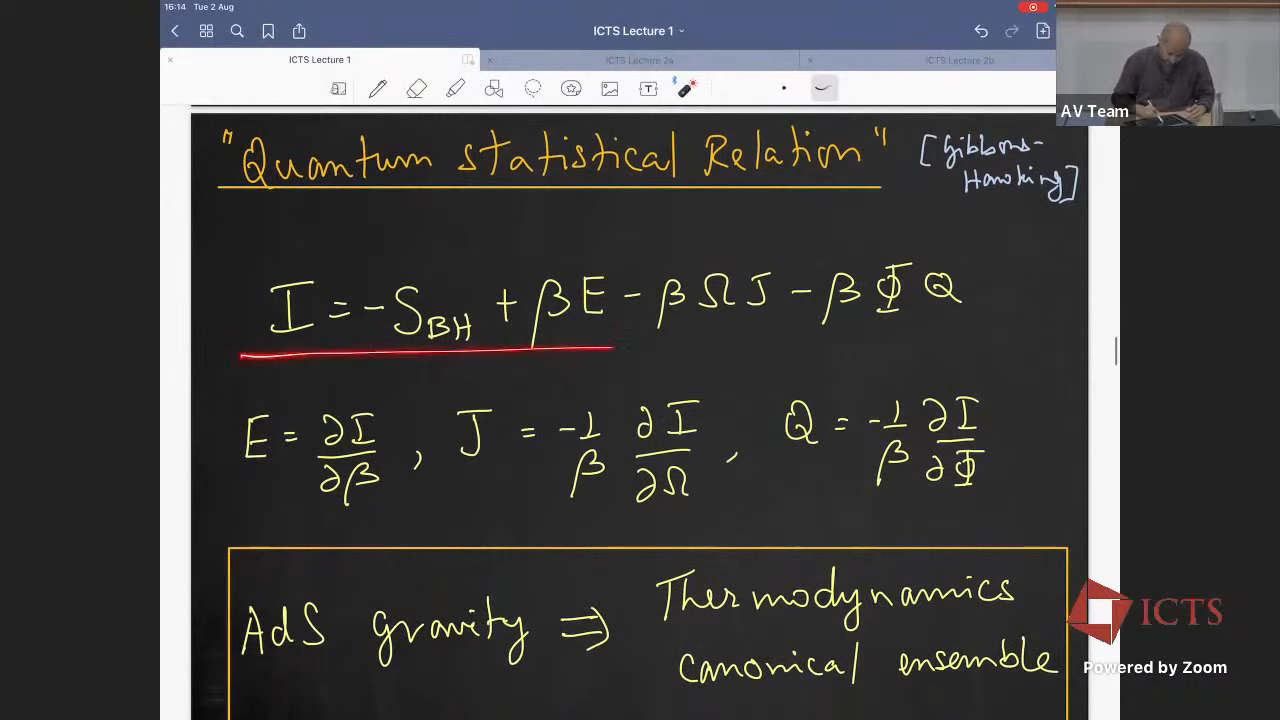 16:14 Tue 2 Aug
ICTS Lecture 1
ICTS Lecture 1
ICTS Lecture 2a
ICTS Lecture 2b
AV Team
"Quantum statistical Relation"
[Gibbons-
Hawking]
I = -S_BH + βE - βΩJ - βΦQ
E = ∂I/∂β , J = -1/β ∂I/∂Ω , Q = -1/β ∂I/∂Φ
AdS gravity ⇒ Thermodynamics
canonical ensemble
ICTS
Powered by Zoom